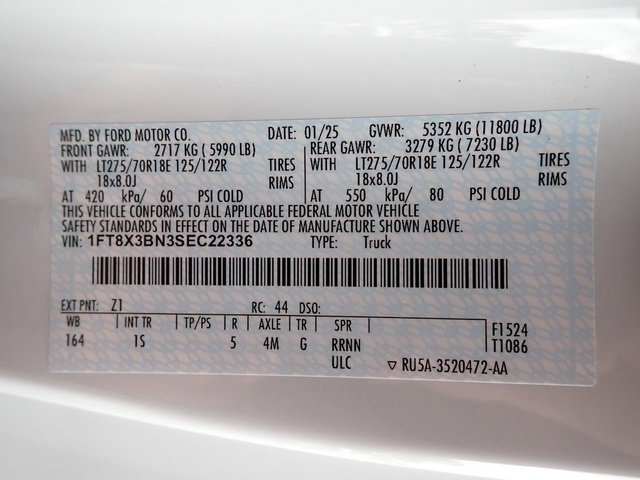 MFD. BY FORD MOTOR CO. DATE: 01/25 GVWR: 5352 KG (11800 LB)
FRONT GAWR: 2717 KG ( 5990 LB) REAR GAWR: 3279 KG ( 7230 LB)
WITH LT275/70R18E 125/122R TIRES WITH LT275/70R18E 125/122R TIRES
18x8.0J RIMS 18x8.0J RIMS
AT 420 kPa/ 60 PSI COLD AT 550 kPa/ 80 PSI COLD
THIS VEHICLE CONFORMS TO ALL APPLICABLE FEDERAL MOTOR VEHICLE
SAFETY STANDARDS IN EFFECT ON THE DATE OF MANUFACTURE SHOWN ABOVE.
VIN: 1FT8X3BN3SEC22336 TYPE: Truck
EXT PNT: Z1 RC: 44 DSO:
WB INT TR TP/PS R AXLE TR SPR F1524
164 1S 5 4M G RRNN T1086
ULC ▽ RU5A-3520472-AA